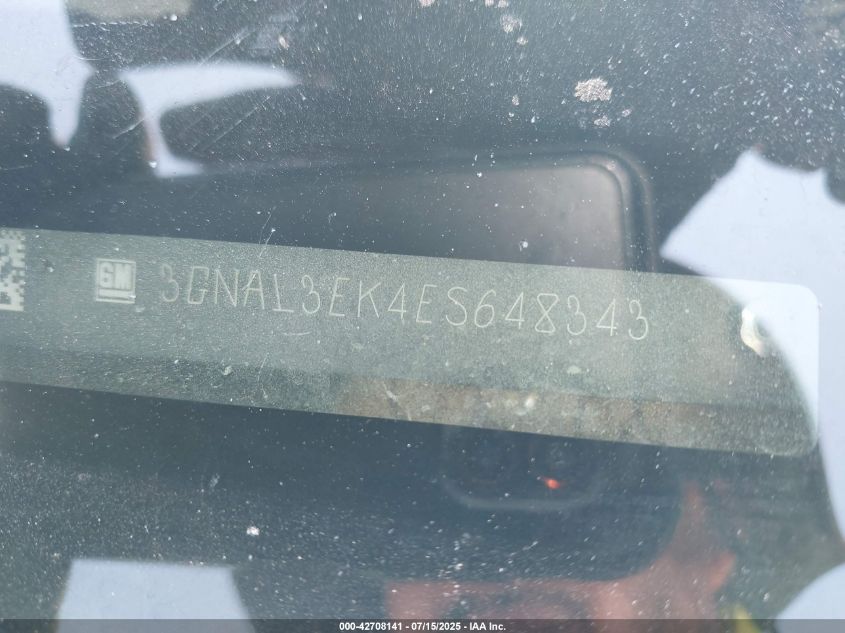 GM 3GNAL3EK4ES648343
000-42708141 - 07/15/2025 - IAA Inc.